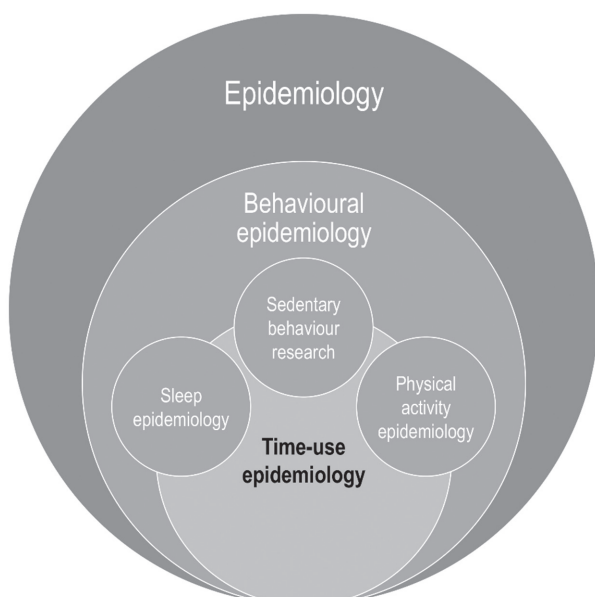 Epidemiology
Behavioural
epidemiology
Sedentary
behaviour
research
Sleep
epidemiology
Physical
activity
epidemiology
Time-use
epidemiology